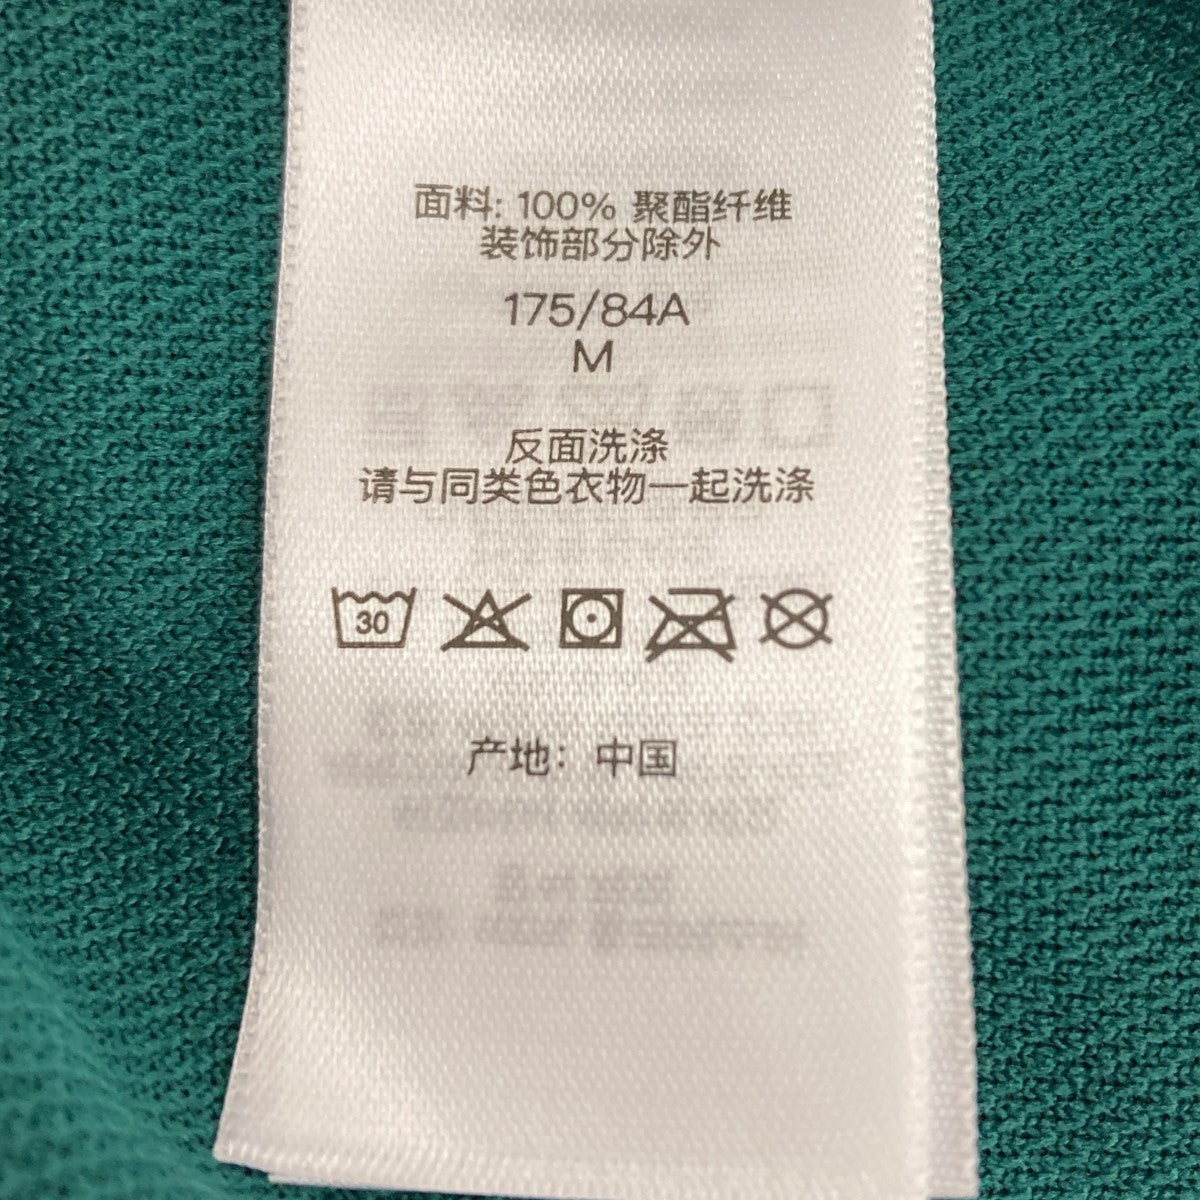 面料: 100% 聚酯纤维
装饰部分除外
175/84A
M
反面洗涤
请与同类色衣物一起洗涤
30
产地：中国